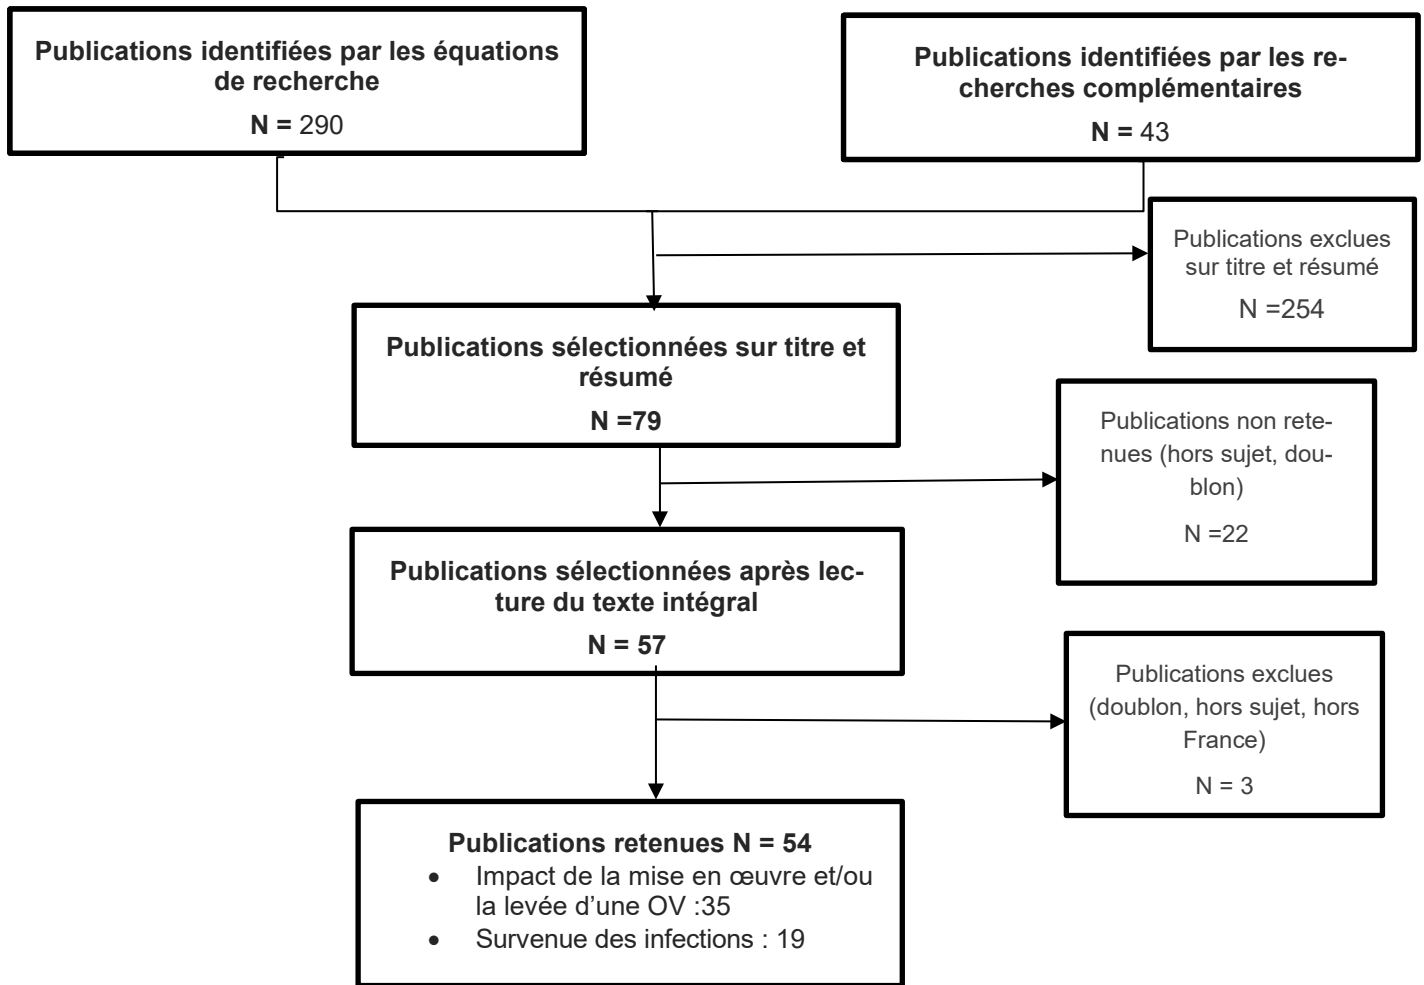 Publications identifiées par les équations
de recherche
N = 290
Publications identifiées par les re-
cherches complémentaires
N = 43
Publications exclues
sur titre et résumé
N =254
Publications sélectionnées sur titre et
résumé
N =79
Publications non rete-
nues (hors sujet, dou-
blon)
N =22
Publications sélectionnées après lec-
ture du texte intégral
N = 57
Publications exclues
(doublon, hors sujet, hors
France)
N = 3
Publications retenues N = 54
• Impact de la mise en œuvre et/ou
la levée d’une OV :35
• Survenue des infections : 19